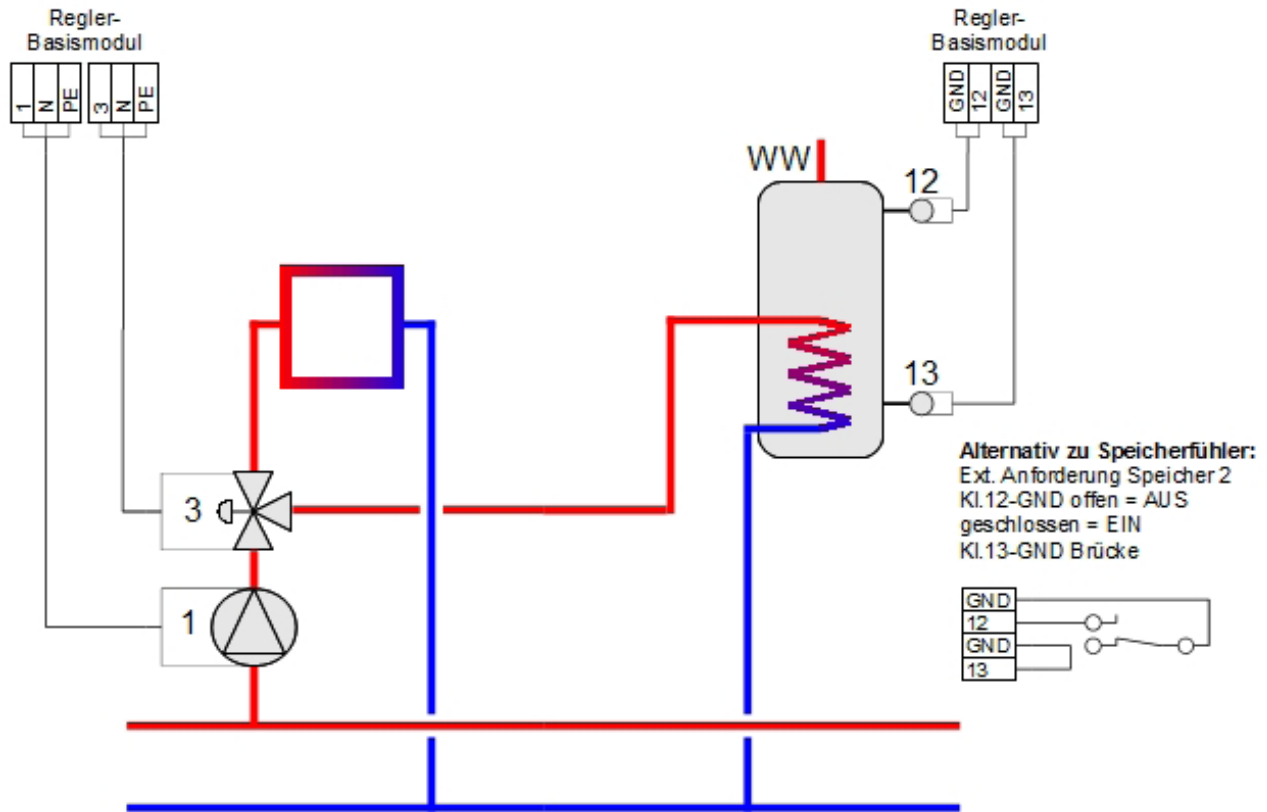 Regler-
Basismodul
1 N PE 3 N PE
Regler-
Basismodul
GND 12 GND 13
WW
12
13
3
1
Alternativ zu Speicherfühler:
Ext. Anforderung Speicher 2
Kl.12-GND offen = AUS
geschlossen = EIN
Kl.13-GND Brücke
GND
12
GND
13